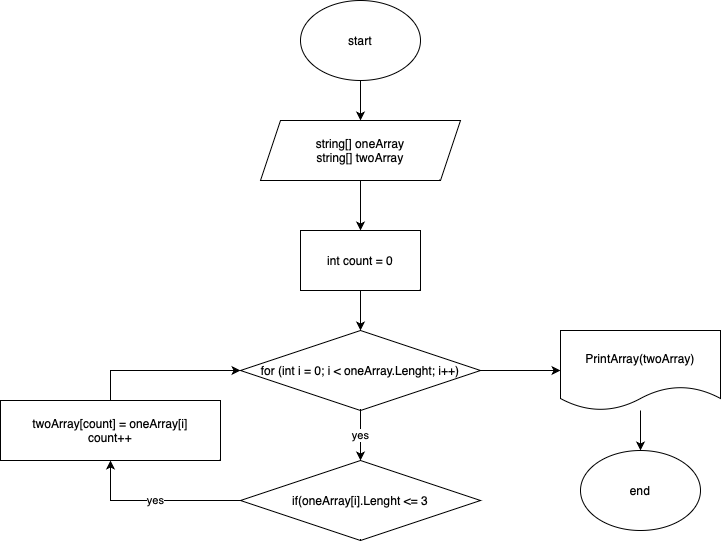 start
string[] oneArray
string[] twoArray
int count = 0
for (int i = 0; i < oneArray.Lenght; i++)
PrintArray(twoArray)
twoArray[count] = oneArray[i]
count++
yes
if(oneArray[i].Lenght <= 3
yes
end